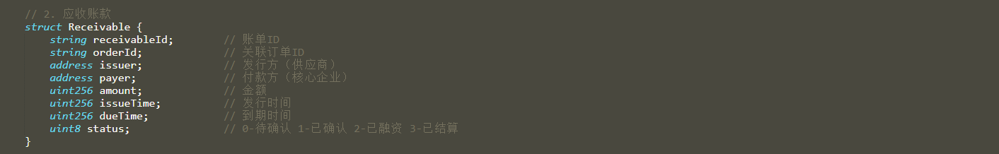 // 2. 应收账款
struct Receivable {
    string receivableId;        // 账单ID
    string orderId;             // 关联订单ID
    address issuer;             // 发行方（供应商）
    address payer;              // 付款方（核心企业）
    uint256 amount;             // 金额
    uint256 issueTime;          // 发行时间
    uint256 dueTime;            // 到期时间
    uint8 status;               // 0-待确认 1-已确认 2-已融资 3-已结算
}